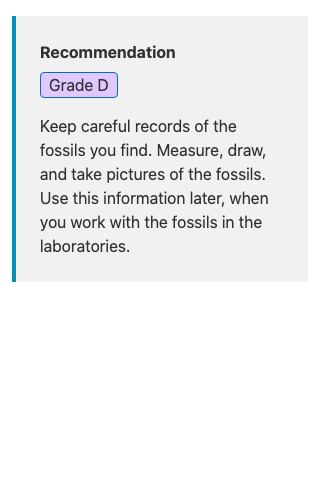 Recommendation
Grade D
Keep careful records of the
fossils you find. Measure, draw,
and take pictures of the fossils.
Use this information later, when
you work with the fossils in the
laboratories.